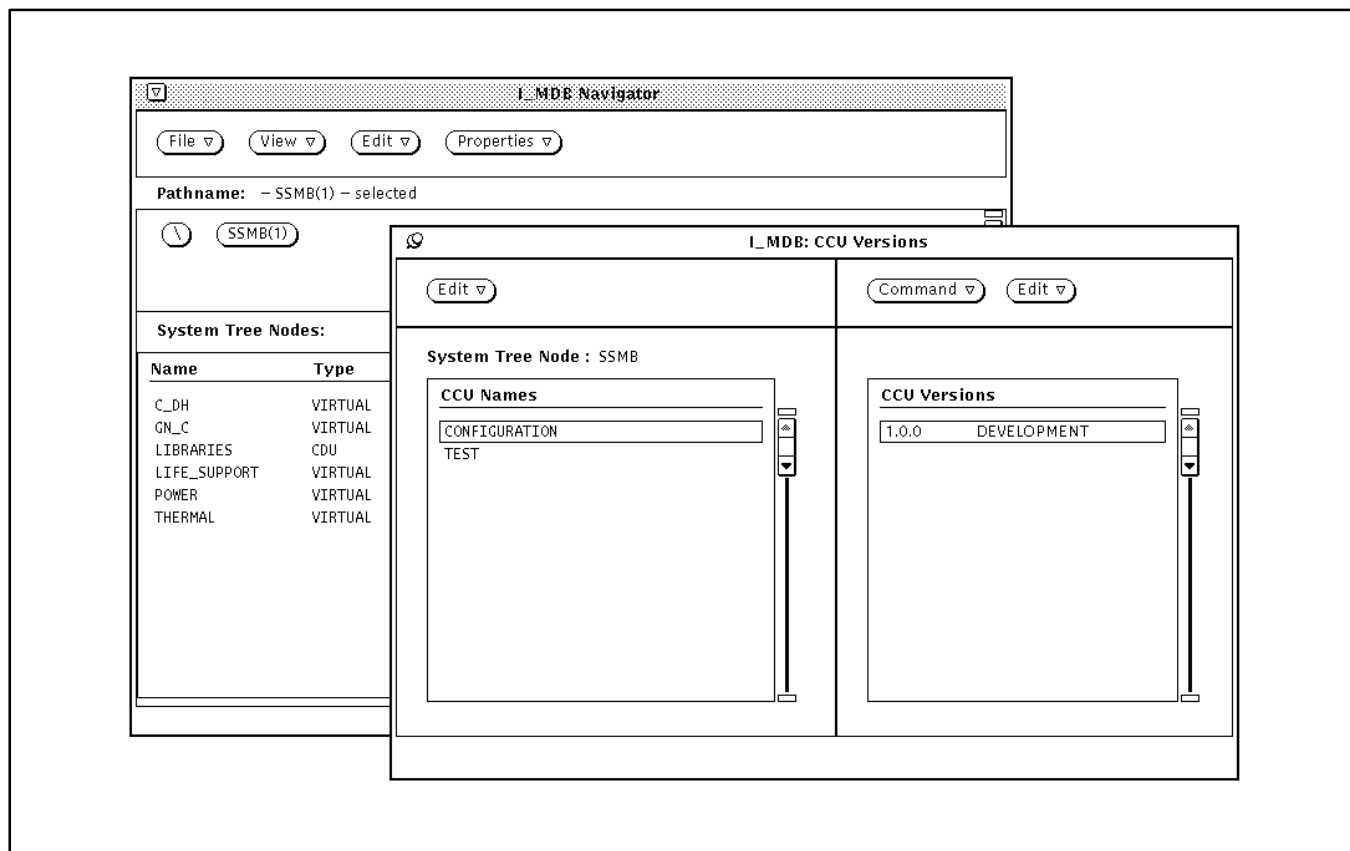 I_MDB Navigator
File View Edit Properties
Pathname: – SSMB(1) – selected
\ SSMB(1)
System Tree Nodes:
Name Type
C_DH VIRTUAL
GN_C VIRTUAL
LIBRARIES CDU
LIFE_SUPPORT VIRTUAL
POWER VIRTUAL
THERMAL VIRTUAL
I_MDB: CCU Versions
Edit
Command Edit
System Tree Node : SSMB
CCU Names
CONFIGURATION
TEST
CCU Versions
1.0.0 DEVELOPMENT